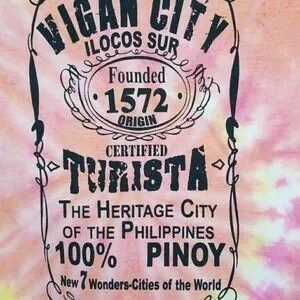 VIGAN CITY
ILOCOS SUR
Founded
1572
ORIGIN
CERTIFIED
TURISTA
THE HERITAGE CITY
OF THE PHILIPPINES
100% PINOY
New 7 Wonders-Cities of the World